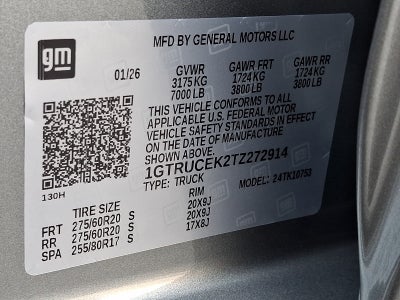 gm
MFD BY GENERAL MOTORS LLC
01/26 GVWR GAWR FRT GAWR RR
3175 KG 1724 KG 1724 KG
7000 LB 3800 LB 3800 LB
THIS VEHICLE CONFORMS TO ALL
APPLICABLE U.S. FEDERAL MOTOR
VEHICLE SAFETY STANDARDS IN EFFECT
ON THE DATE OF MANUFACTURE
SHOWN ABOVE.
1GTRUCEK2TZ272914
130H TYPE: TRUCK MODEL: 24TK10753
TIRE SIZE RIM
FRT 275/60R20 S 20X9J
RR 275/60R20 S 20X9J
SPA 255/80R17 S 17X8J